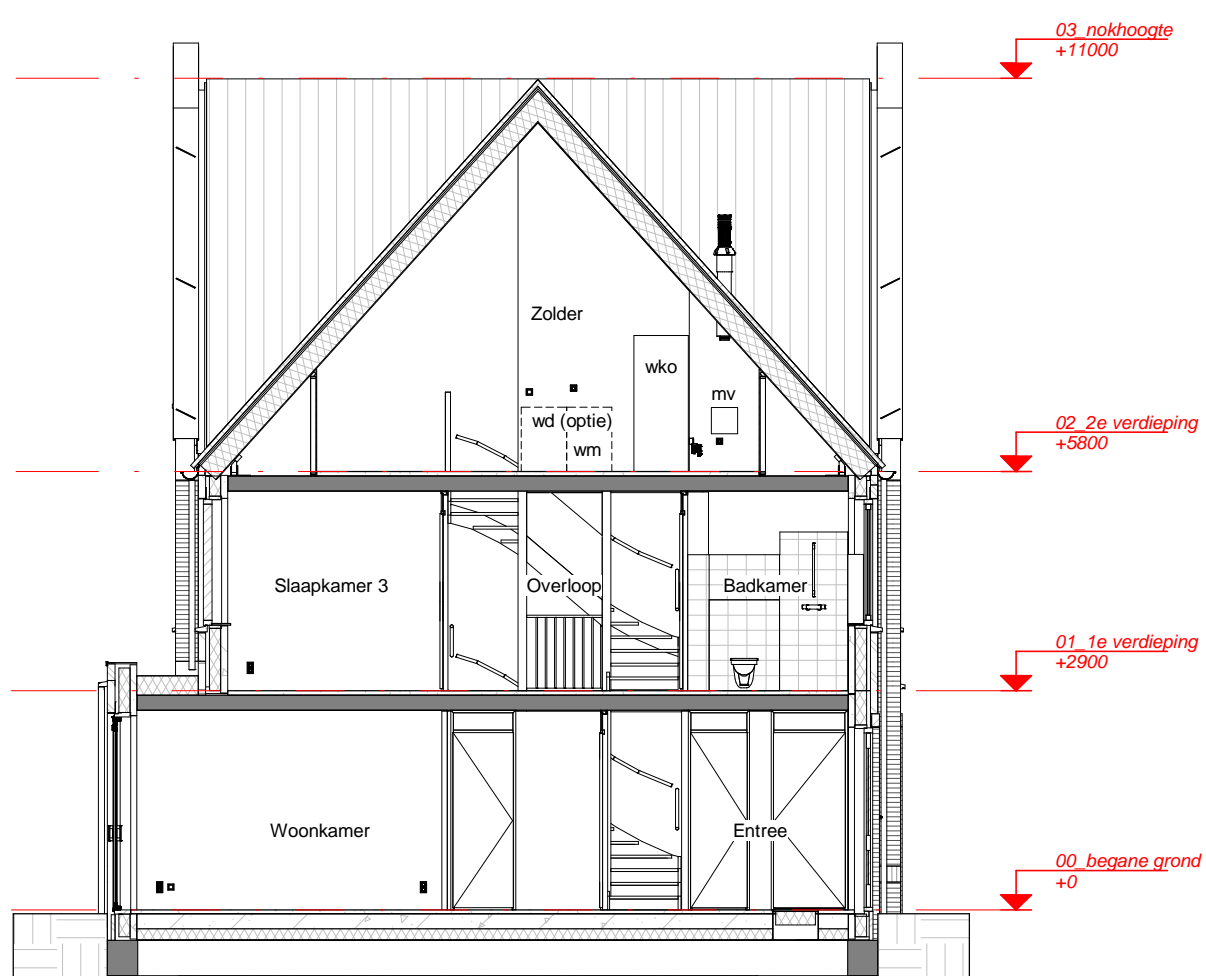 03_nokhoogte
+11000
Zolder
wko
mv
wd (optie)
wm
02_2e verdieping
+5800
Slaapkamer 3
Overloop
Badkamer
01_1e verdieping
+2900
Woonkamer
Entree
00_begane grond
+0